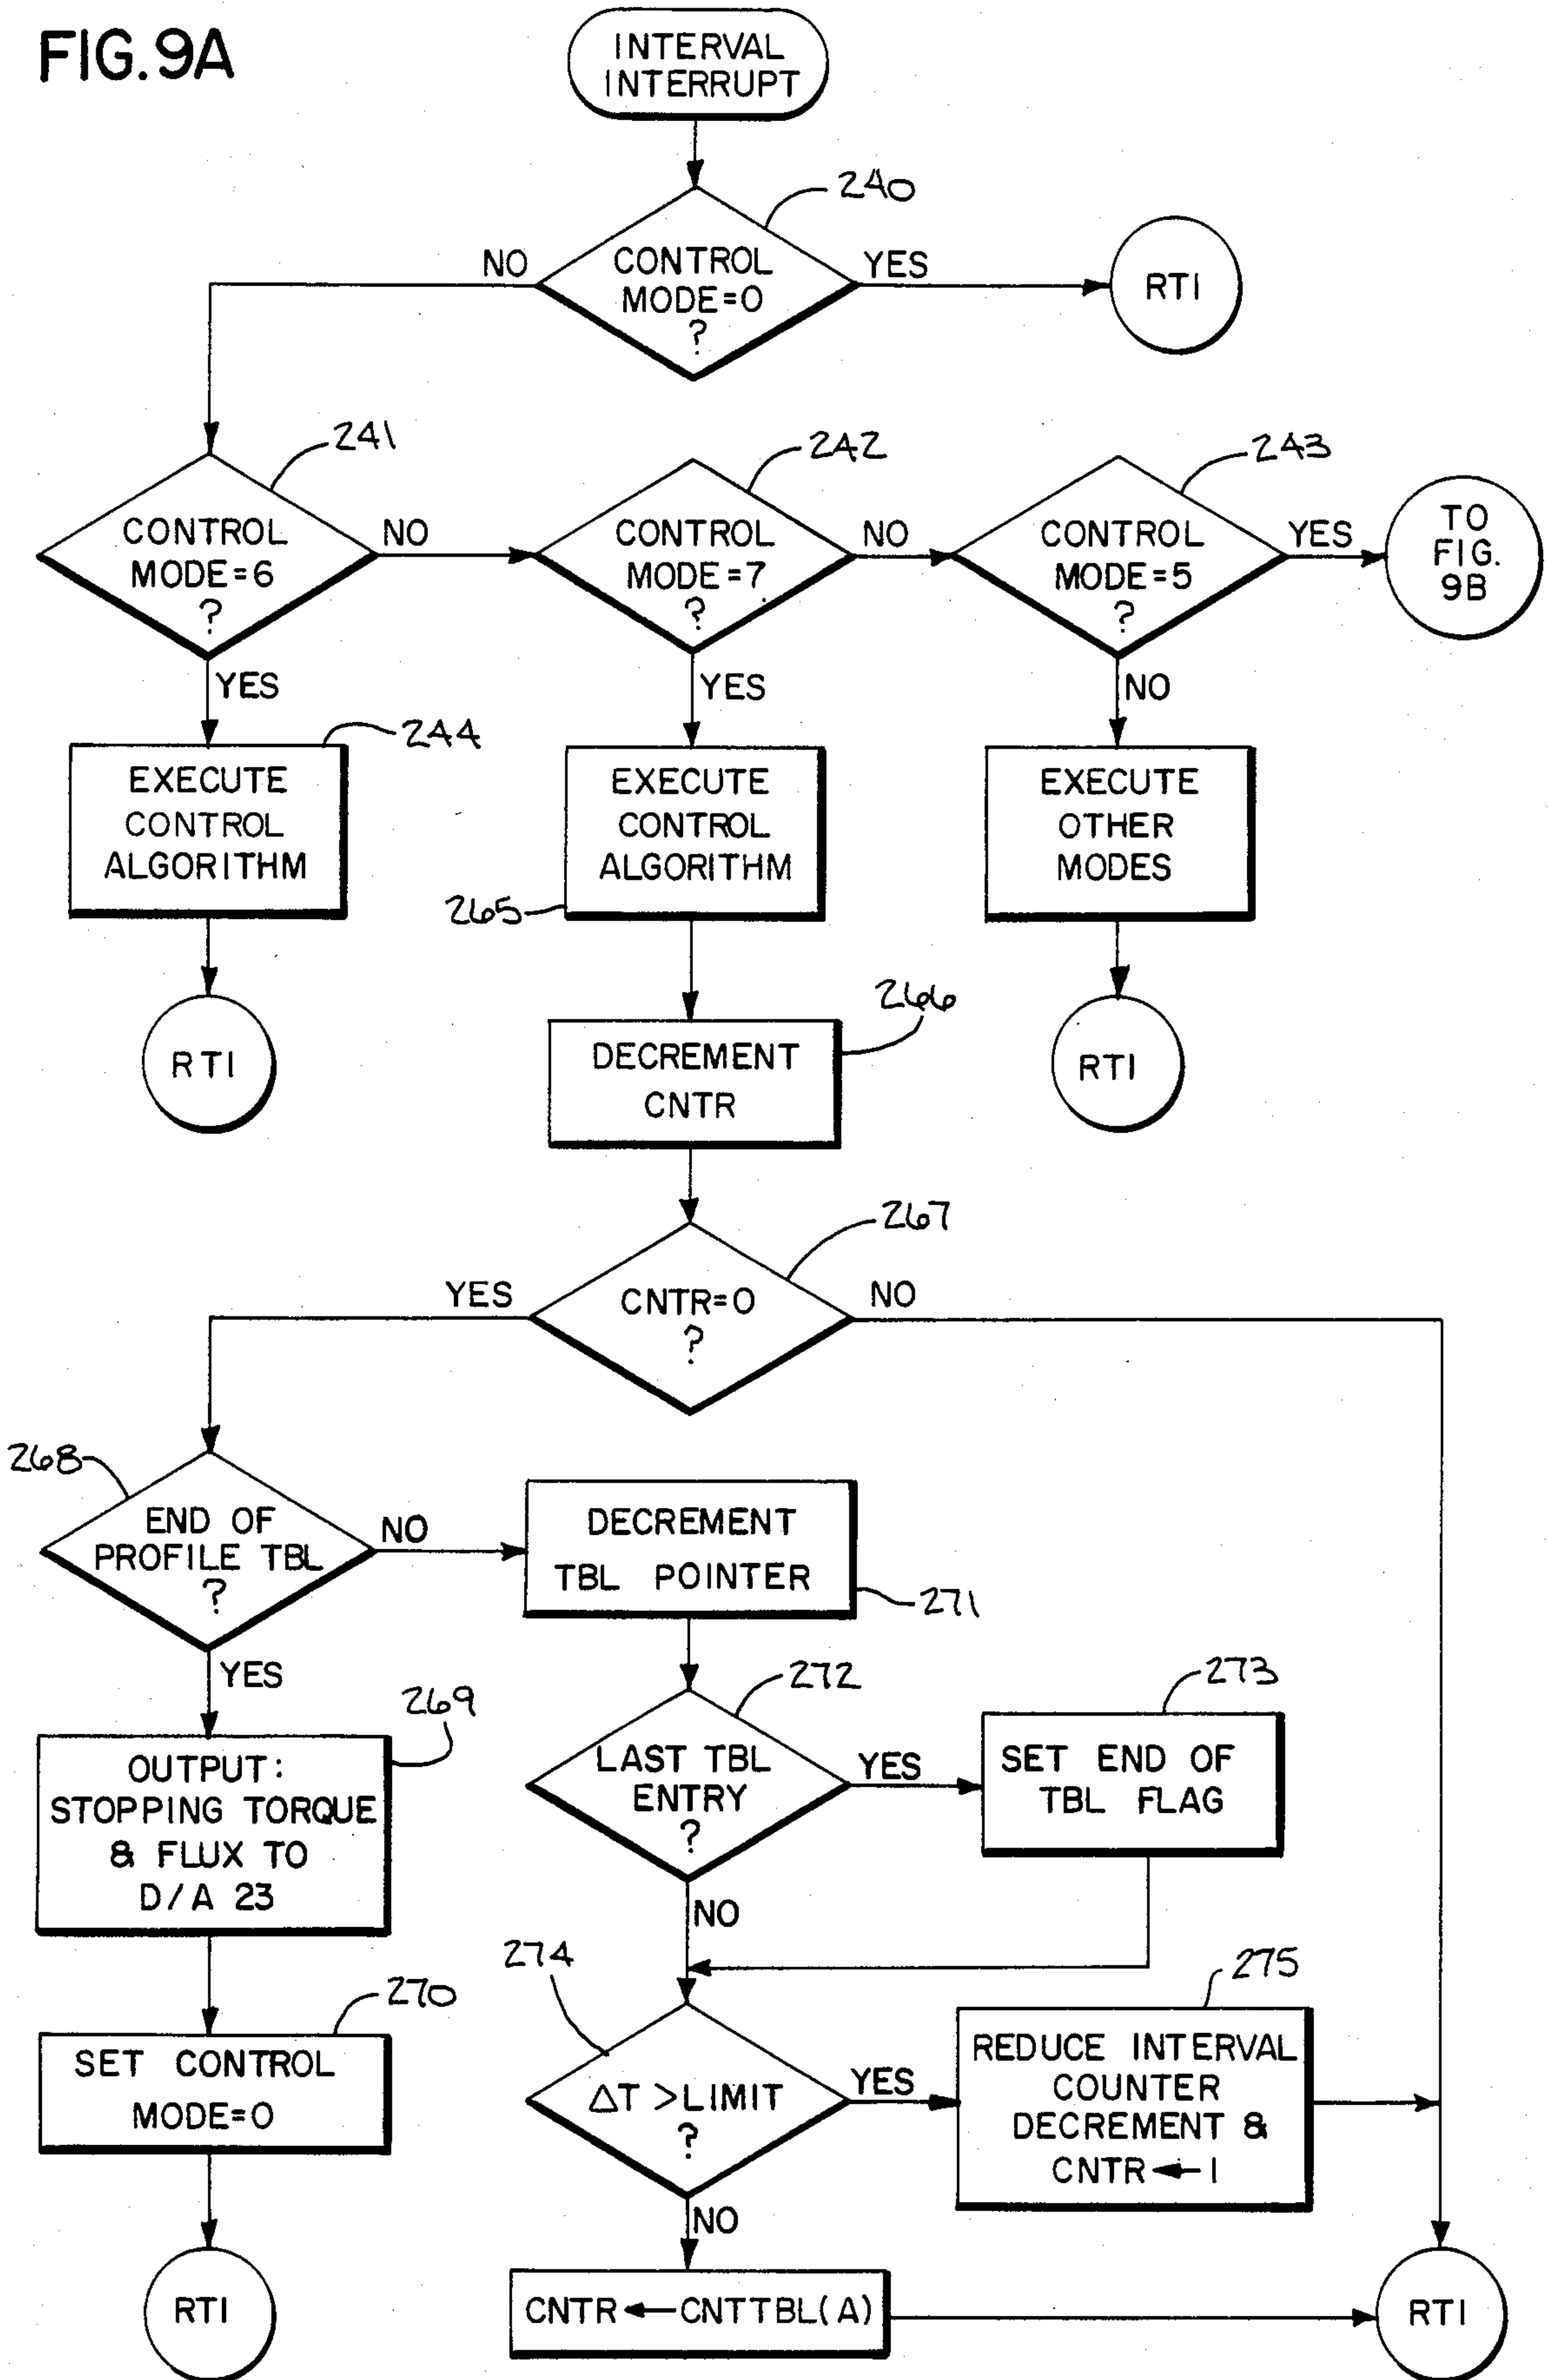 FIG.9A
INTERVAL
INTERRUPT
240
NO
CONTROL
MODE=0
?
YES
RTI
241
CONTROL
MODE=6
?
NO
242
CONTROL
MODE=7
?
NO
243
CONTROL
MODE=5
?
YES
TO
FIG.
9B
YES
YES
NO
244
EXECUTE
CONTROL
ALGORITHM
265
EXECUTE
CONTROL
ALGORITHM
EXECUTE
OTHER
MODES
RTI
266
DECREMENT
CNTR
RTI
267
YES
CNTR=0
?
NO
268
END OF
PROFILE TBL
?
NO
DECREMENT
TBL POINTER
271
YES
269
OUTPUT:
STOPPING TORQUE
& FLUX TO
D/A 23
272
LAST TBL
ENTRY
?
YES
273
SET END OF
TBL FLAG
NO
270
SET CONTROL
MODE=0
274
ΔT >LIMIT
?
YES
275
REDUCE INTERVAL
COUNTER
DECREMENT &
CNTR ← 1
NO
RTI
CNTR ← CNTTBL(A)
RTI